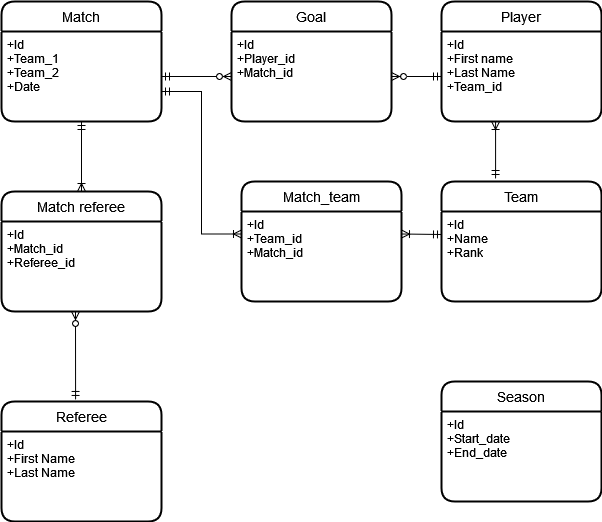 Match
+Id
+Team_1
+Team_2
+Date
Goal
+Id
+Player_id
+Match_id
Player
+Id
+First name
+Last Name
+Team_id
Match referee
+Id
+Match_id
+Referee_id
Match_team
+Id
+Team_id
+Match_id
Team
+Id
+Name
+Rank
Referee
+Id
+First Name
+Last Name
Season
+Id
+Start_date
+End_date